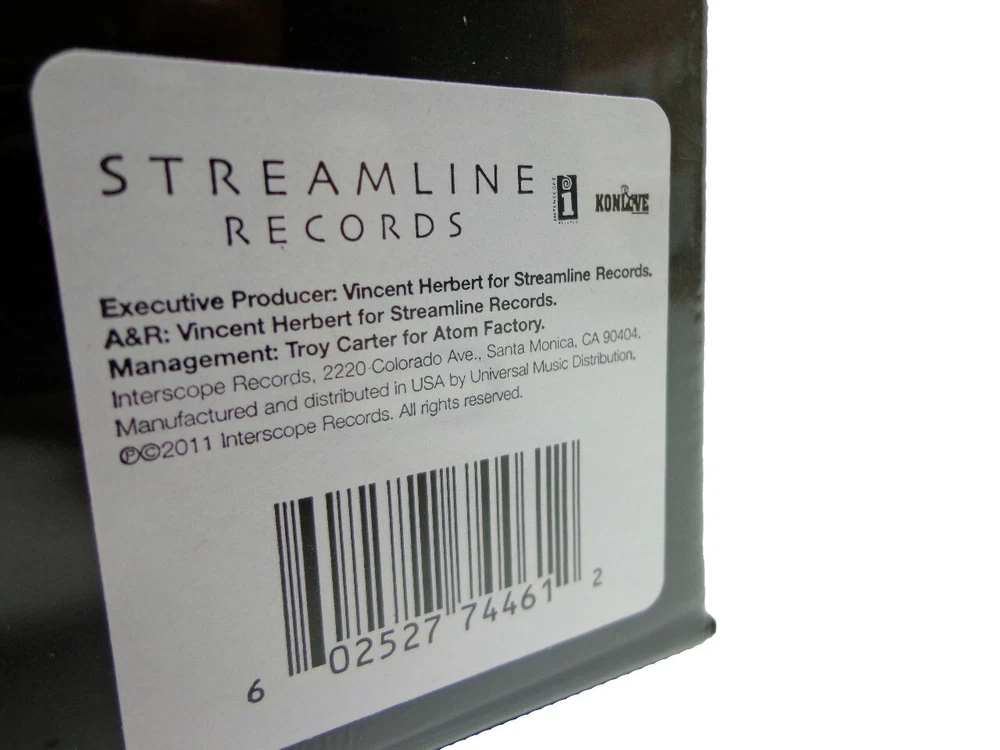 STREAMLINE
RECORDS
INTERSCOPE
i
KONLIVE
Executive Producer: Vincent Herbert for Streamline Records.
A&R: Vincent Herbert for Streamline Records.
Management: Troy Carter for Atom Factory.
Interscope Records, 2220 Colorado Ave., Santa Monica, CA 90404.
Manufactured and distributed in USA by Universal Music Distribution.
℗©2011 Interscope Records. All rights reserved.
6 02527 74461 2